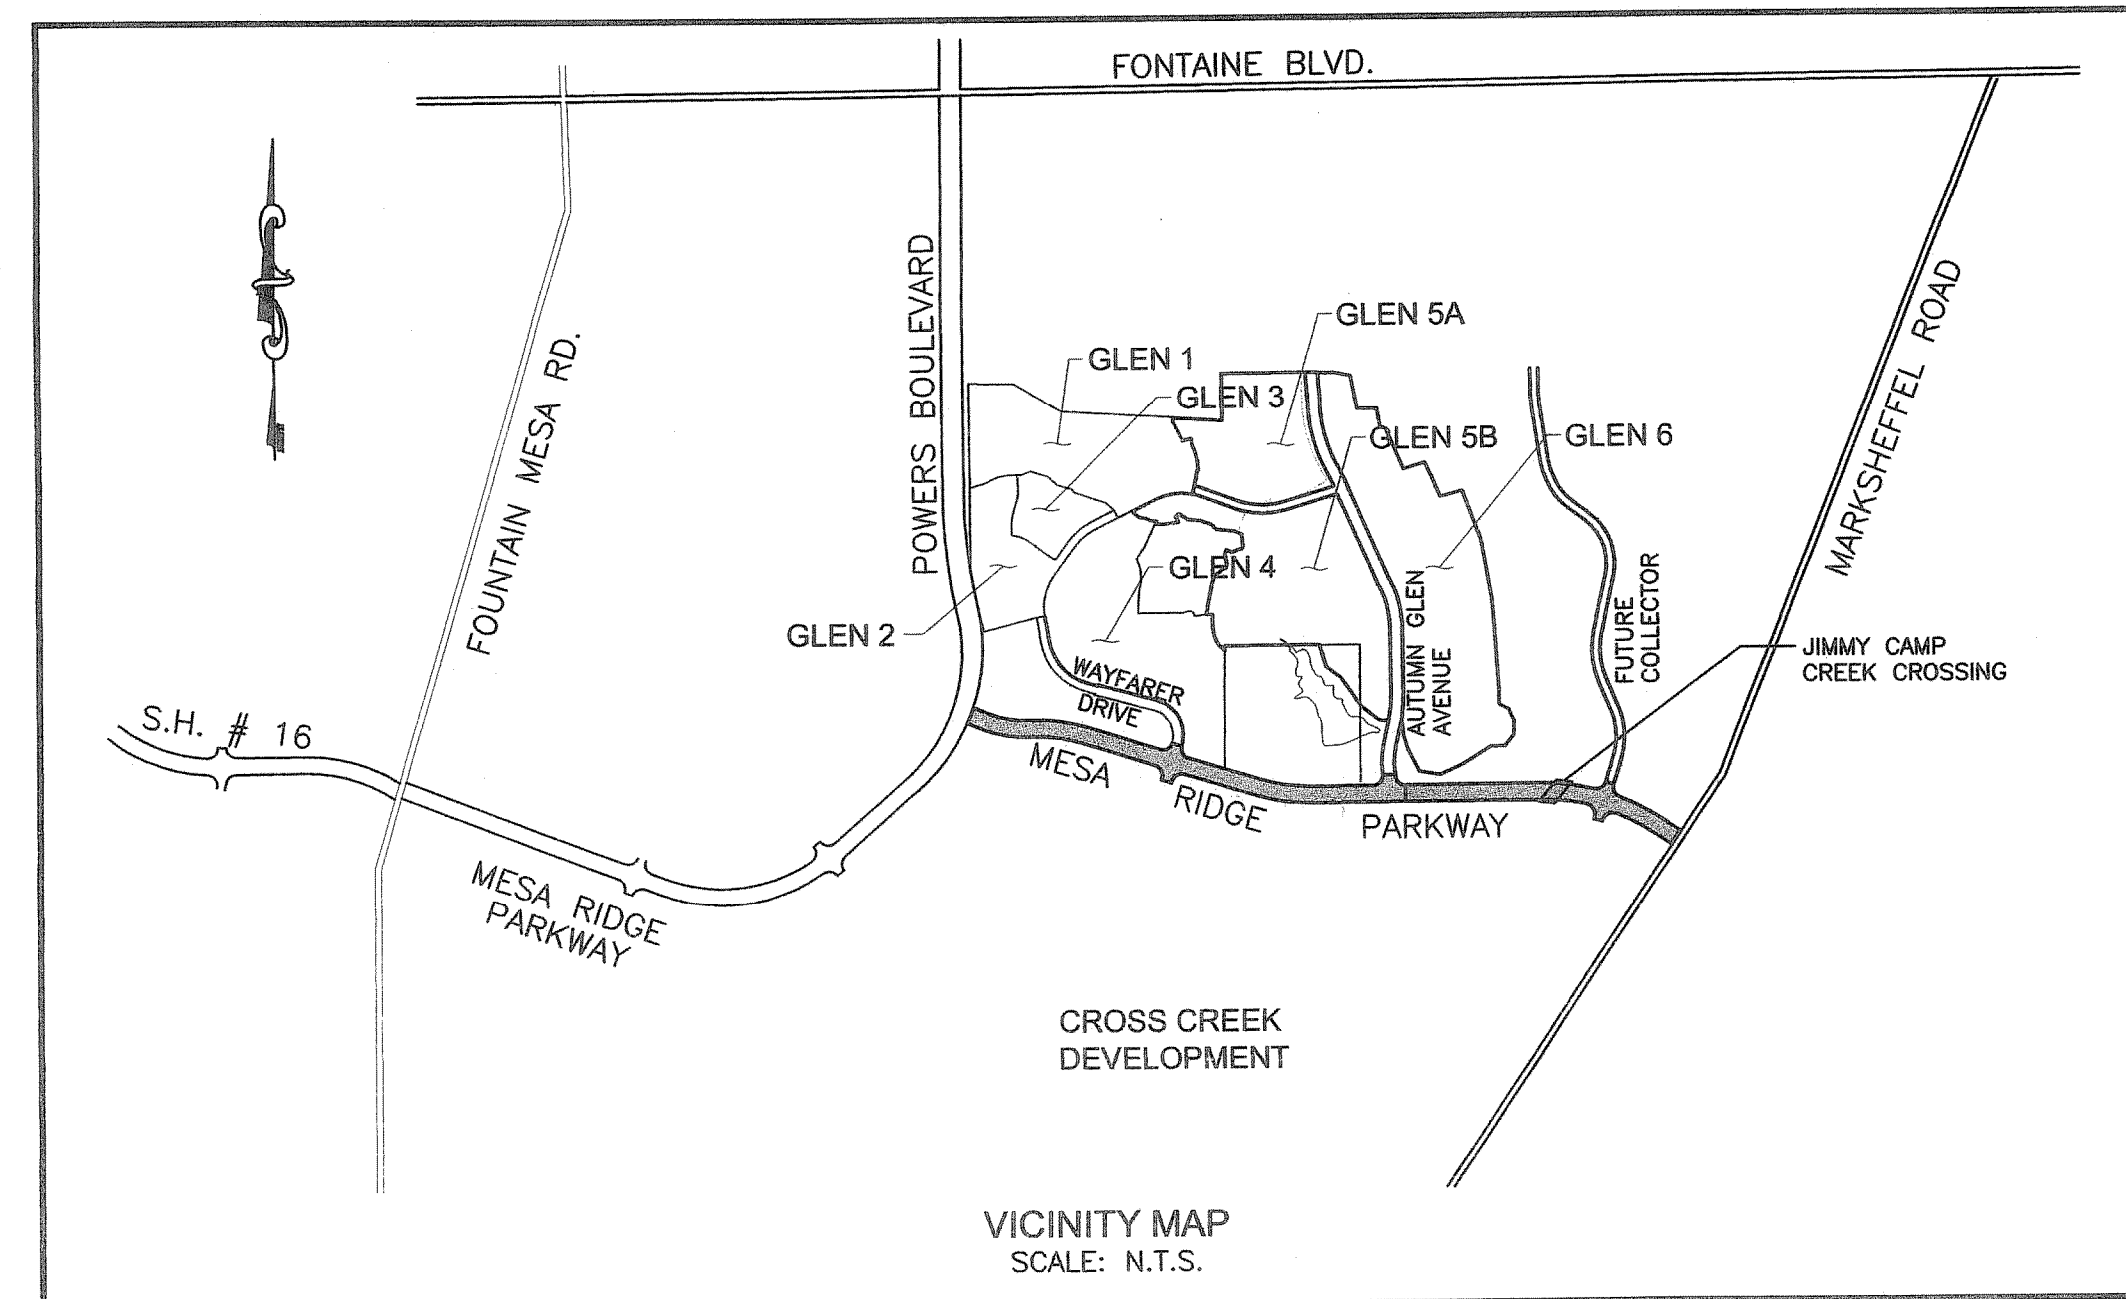 FONTAINE BLVD.
POWERS BOULEVARD
FOUNTAIN MESA RD.
MARKSHEFFEL ROAD
GLEN 5A
GLEN 1
GLEN 3
GLEN 5B
GLEN 6
GLEN 4
GLEN 2
AUTUMN GLEN
AVENUE
FUTURE
COLLECTOR
JIMMY CAMP
CREEK CROSSING
WAYFARER
DRIVE
S.H. # 16
MESA RIDGE PARKWAY
MESA RIDGE
PARKWAY
CROSS CREEK
DEVELOPMENT
VICINITY MAP
SCALE: N.T.S.